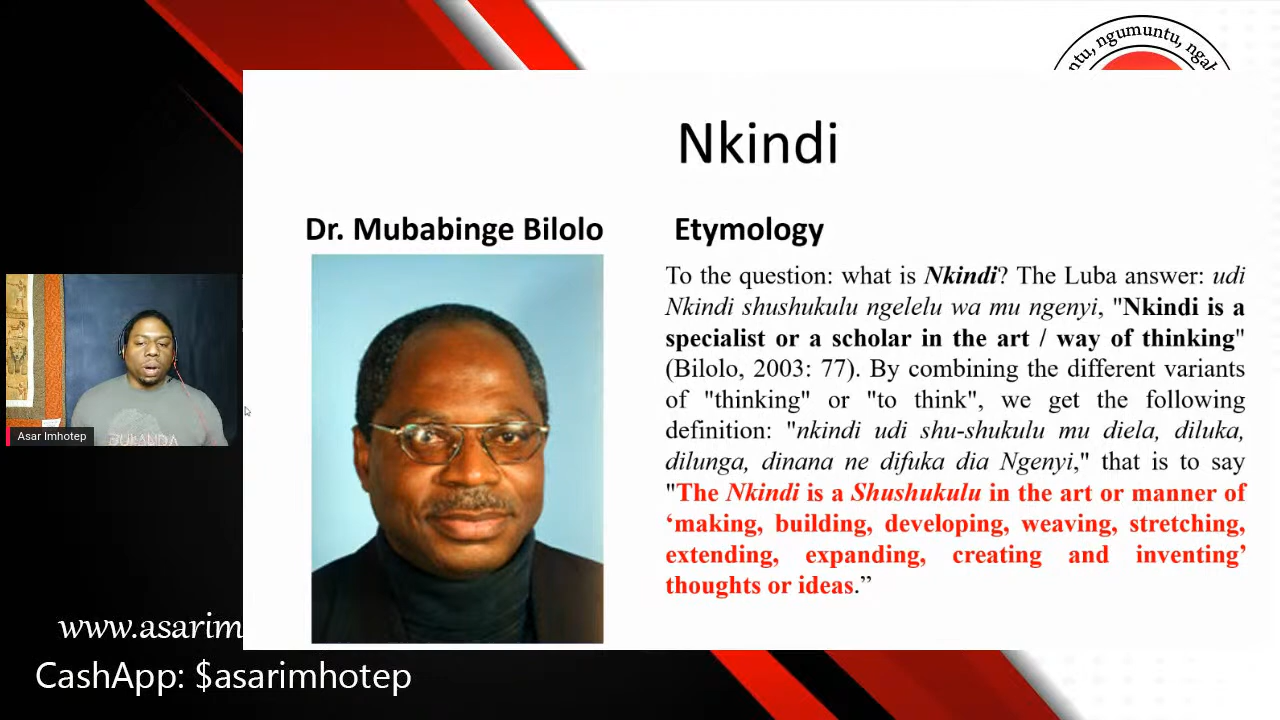 ntu, ngumuntu, ngab
Nkindi
Dr. Mubabinge Bilolo
Etymology
To the question: what is Nkindi? The Luba answer: udi
Nkindi shushukulu ngelelu wa mu ngenyi, "Nkindi is a
specialist or a scholar in the art / way of thinking"
(Bilolo, 2003: 77). By combining the different variants
of "thinking" or "to think", we get the following
definition: "nkindi udi shu-shukulu mu diela, diluka,
dilunga, dinana ne difuka dia Ngenyi," that is to say
"The Nkindi is a Shushukulu in the art or manner of
‘making, building, developing, weaving, stretching,
extending, expanding, creating and inventing’
thoughts or ideas.”
Asar Imhotep
www.asarim
CashApp: $asarimhotep